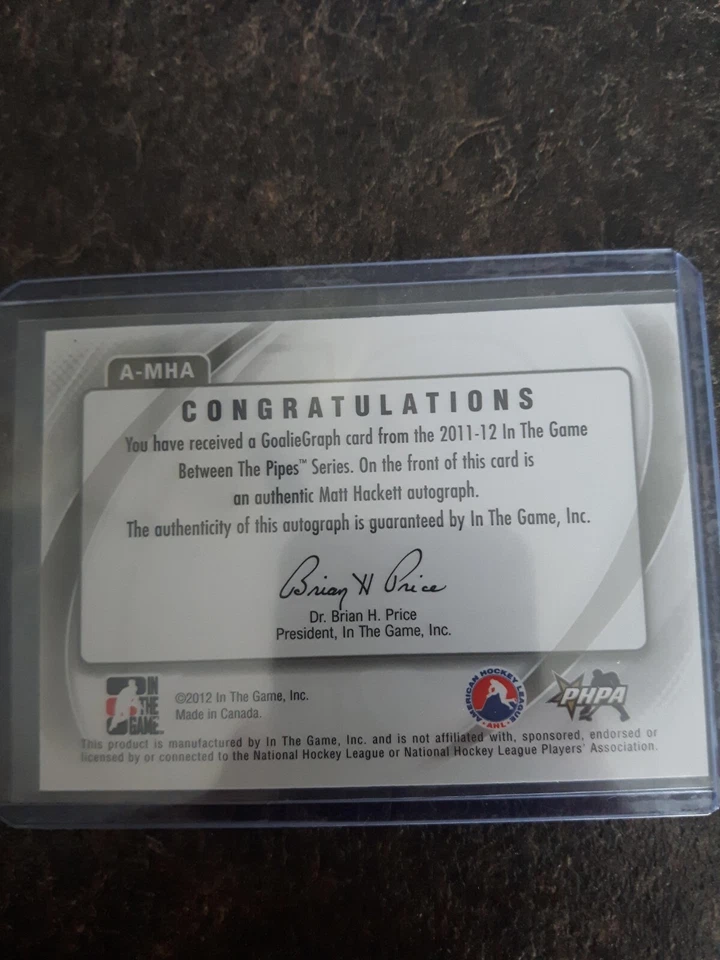 A-MHA
CONGRATULATIONS
You have received a GoalieGraph card from the 2011-12 In The Game
Between The Pipes™ Series. On the front of this card is
an authentic Matt Hackett autograph.
The authenticity of this autograph is guaranteed by In The Game, Inc.
Brian H Price
Dr. Brian H. Price
President, In The Game, Inc.
IN
THE
GAME
©2012 In The Game, Inc.
Made in Canada.
AMERICAN HOCKEY LEAGUE
AHL
PHPA
This product is manufactured by In The Game, Inc. and is not affiliated with, sponsored, endorsed or
licensed by or connected to the National Hockey League or National Hockey League Players' Association.